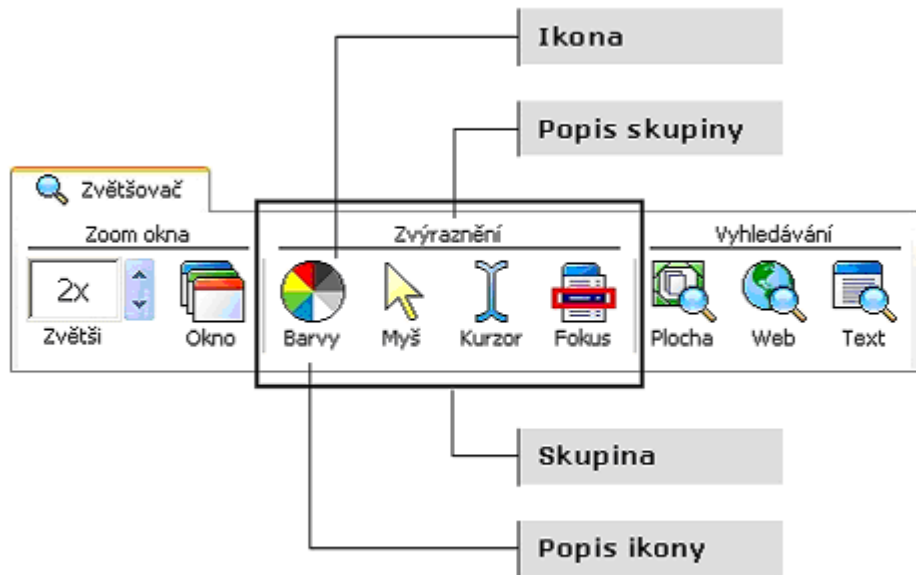 Ikona
Popis skupiny
Zvětšovač
Zoom okna
Zvýraznění
Vyhledávání
2x
Zvětši
Okno
Barvy
Myš
Kurzor
Fokus
Plocha
Web
Text
Skupina
Popis ikony